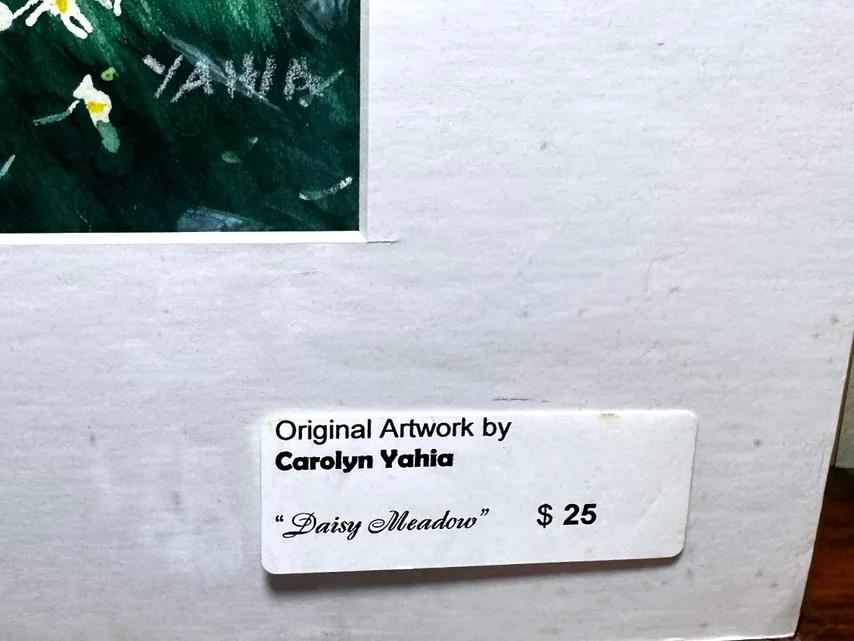 YAHIA
Original Artwork by
Carolyn Yahia
“Daisy Meadow” $ 25